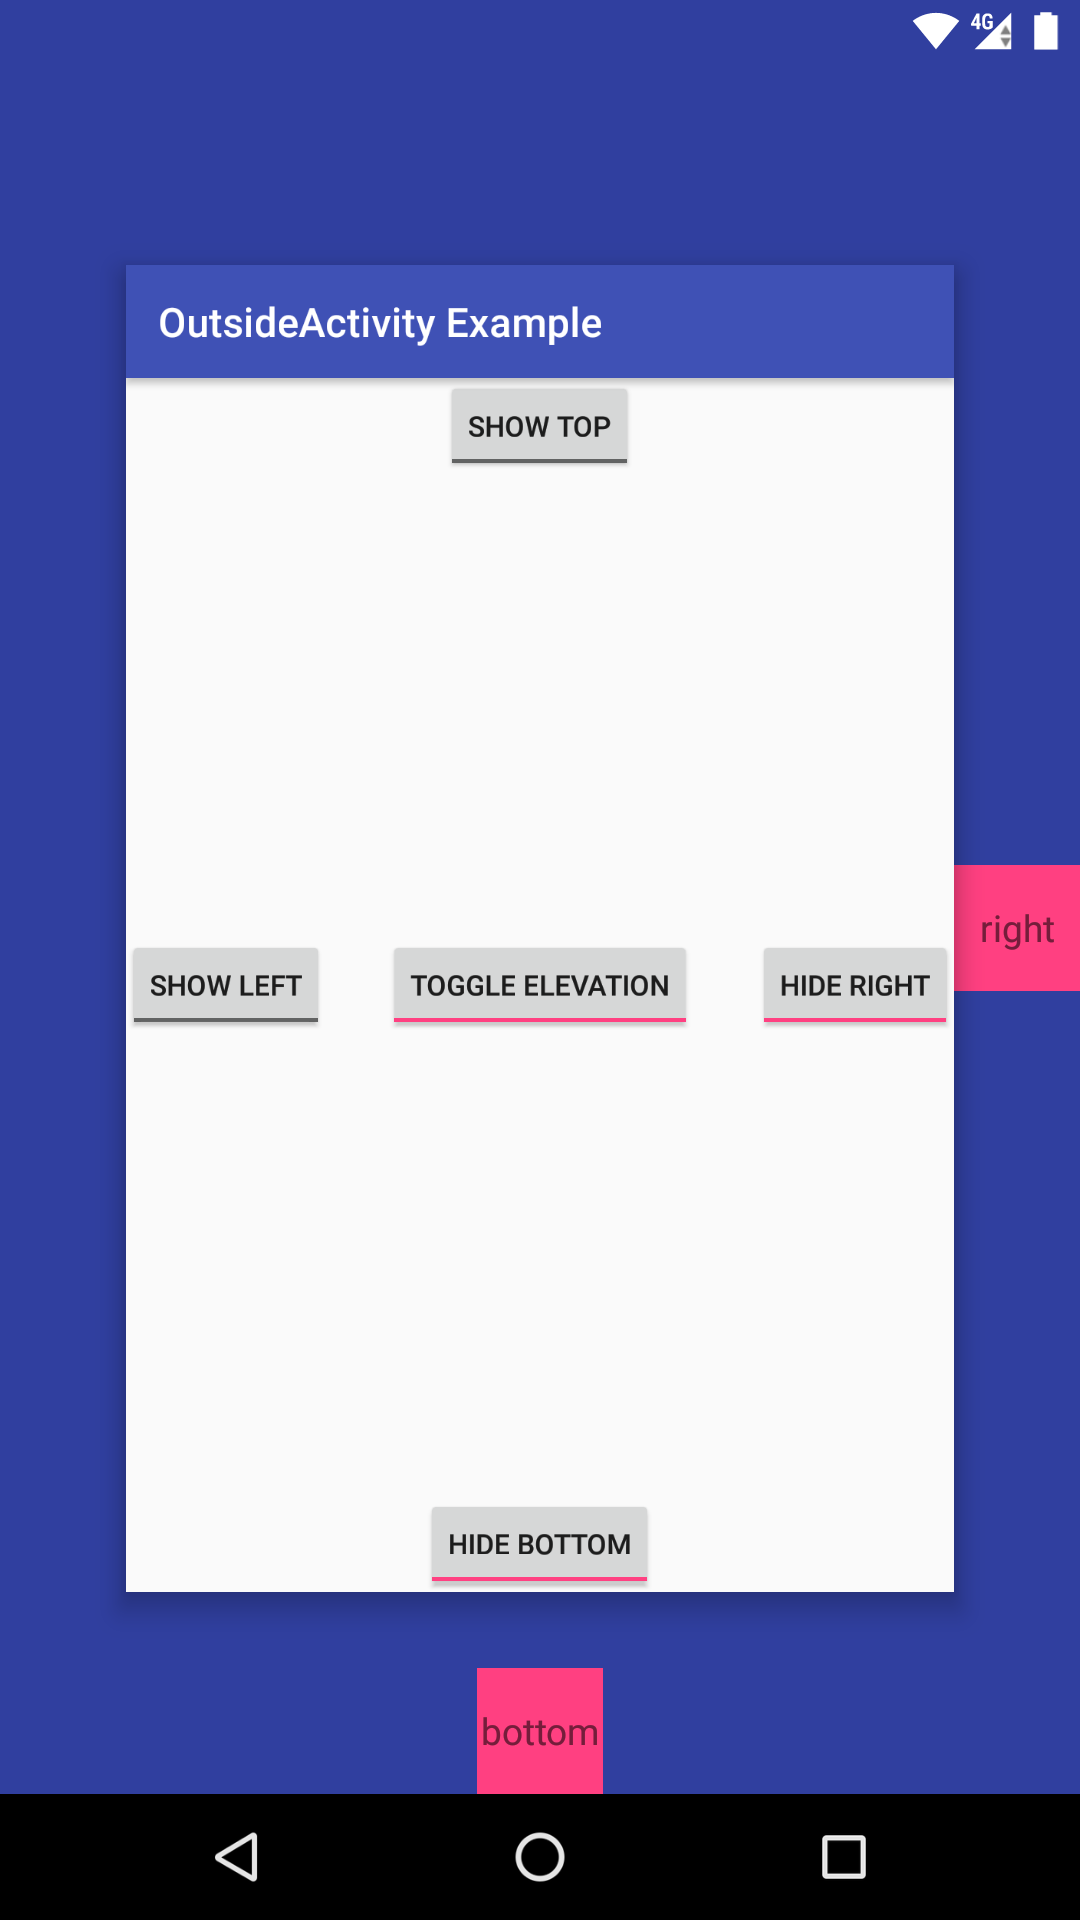 4G
OutsideActivity Example
SHOW TOP
right
SHOW LEFT
TOGGLE ELEVATION
HIDE RIGHT
HIDE BOTTOM
bottom